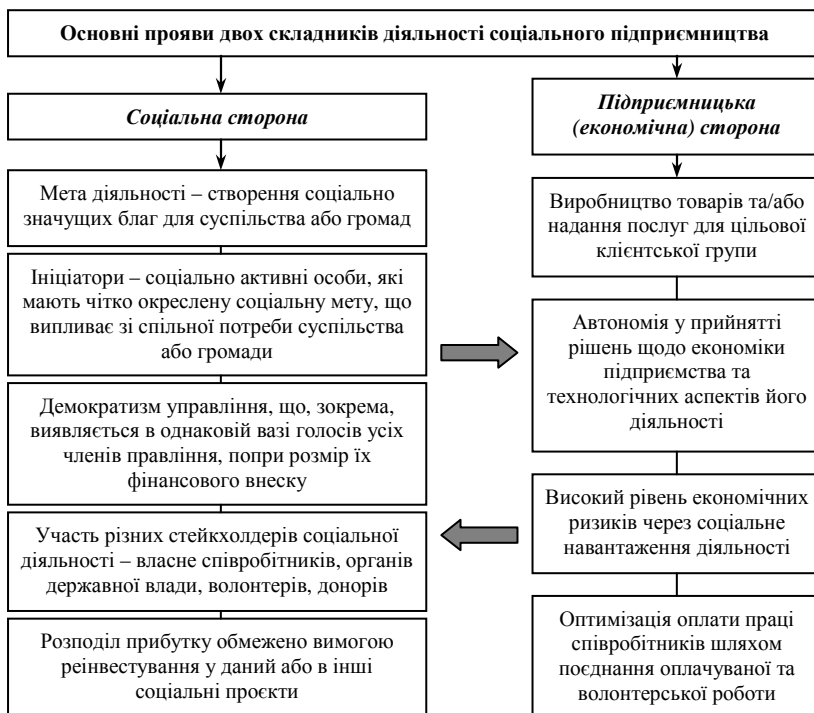 Основні прояви двох складників діяльності соціального підприємництва
Соціальна сторона
Мета діяльності – створення соціально
значущих благ для суспільства або громад
Ініціатори – соціально активні особи, які
мають чітко окреслену соціальну мету, що
випливає зі спільної потреби суспільства
або громади
Демократизм управління, що, зокрема,
виявляється в однаковій вазі голосів усіх
членів правління, попри розмір їх
фінансового внеску
Участь різних стейкхолдерів соціальної
діяльності – власне співробітників, органів
державної влади, волонтерів, донорів
Розподіл прибутку обмежено вимогою
реінвестування у даний або в інші
соціальні проєкти
Підприємницька
(економічна) сторона
Виробництво товарів та/або
надання послуг для цільової
клієнтської групи
Автономія у прийнятті
рішень щодо економіки
підприємства та
технологічних аспектів його
діяльності
Високий рівень економічних
ризиків через соціальне
навантаження діяльності
Оптимізація оплати праці
співробітників шляхом
поєднання оплачуваної та
волонтерської роботи